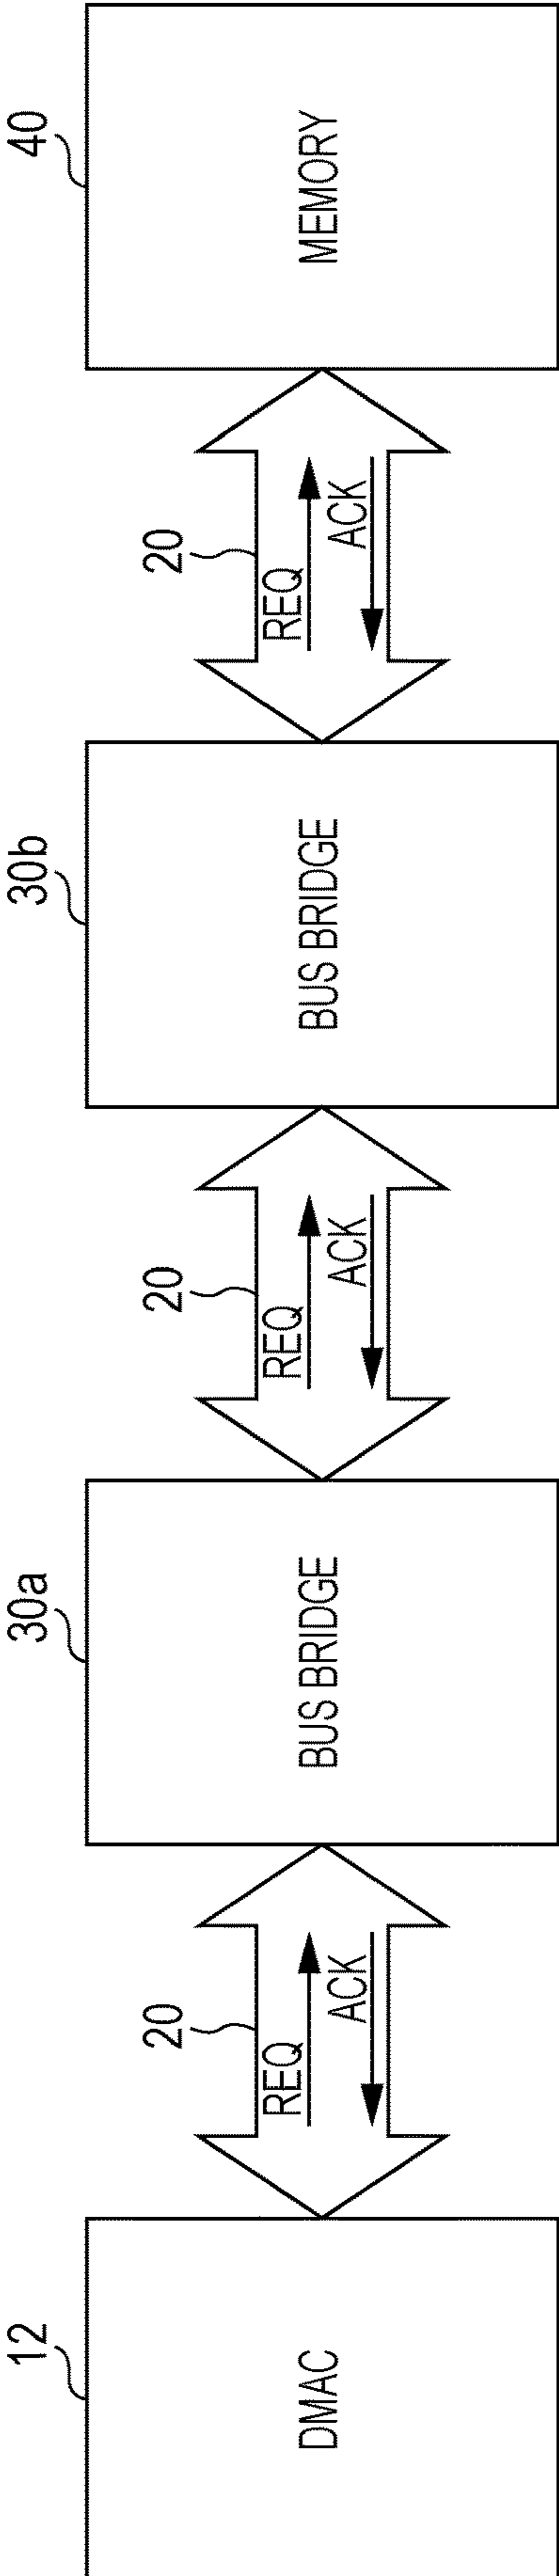 12
20
30a
20
30b
20
40
DMAC
REQ
ACK
BUS BRIDGE
REQ
ACK
BUS BRIDGE
REQ
ACK
MEMORY